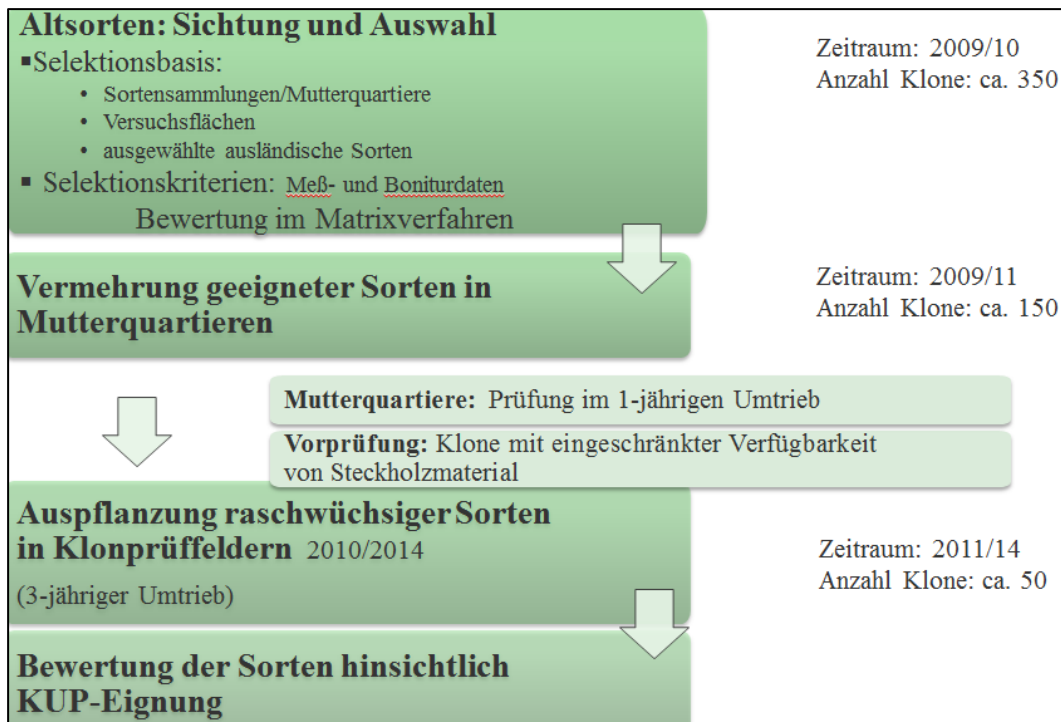 Altsorten: Sichtung und Auswahl
▪Selektionsbasis:
• Sortensammlungen/Mutterquartiere
• Versuchsflächen
• ausgewählte ausländische Sorten
▪ Selektionskriterien: Meß- und Boniturdaten
Bewertung im Matrixverfahren
Zeitraum: 2009/10
Anzahl Klone: ca. 350
Vermehrung geeigneter Sorten in
Mutterquartieren
Zeitraum: 2009/11
Anzahl Klone: ca. 150
Mutterquartiere: Prüfung im 1-jährigen Umtrieb
Vorprüfung: Klone mit eingeschränkter Verfügbarkeit
von Steckholzmaterial
Auspflanzung raschwüchsiger Sorten
in Klonprüffeldern 2010/2014
(3-jähriger Umtrieb)
Zeitraum: 2011/14
Anzahl Klone: ca. 50
Bewertung der Sorten hinsichtlich
KUP-Eignung